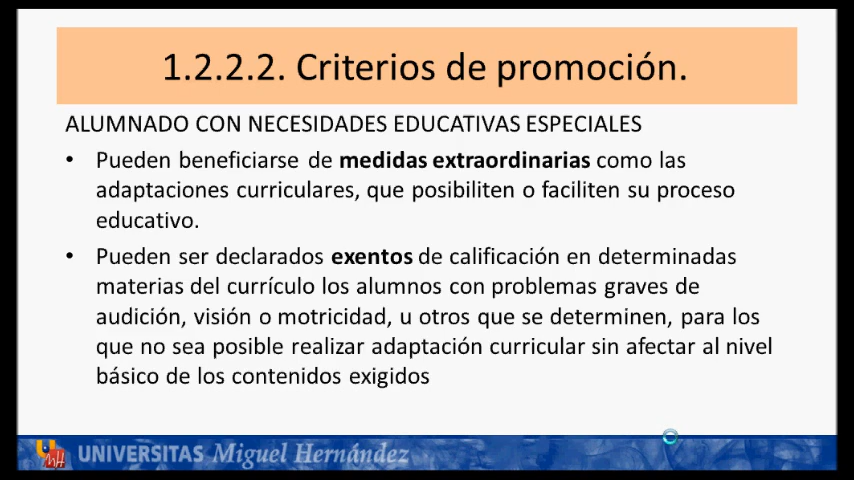 1.2.2.2. Criterios de promoción.
ALUMNADO CON NECESIDADES EDUCATIVAS ESPECIALES
• Pueden beneficiarse de medidas extraordinarias como las
adaptaciones curriculares, que posibiliten o faciliten su proceso
educativo.
• Pueden ser declarados exentos de calificación en determinadas
materias del currículo los alumnos con problemas graves de
audición, visión o motricidad, u otros que se determinen, para los
que no sea posible realizar adaptación curricular sin afectar al nivel
básico de los contenidos exigidos
UNIVERSITAS Miguel Hernández